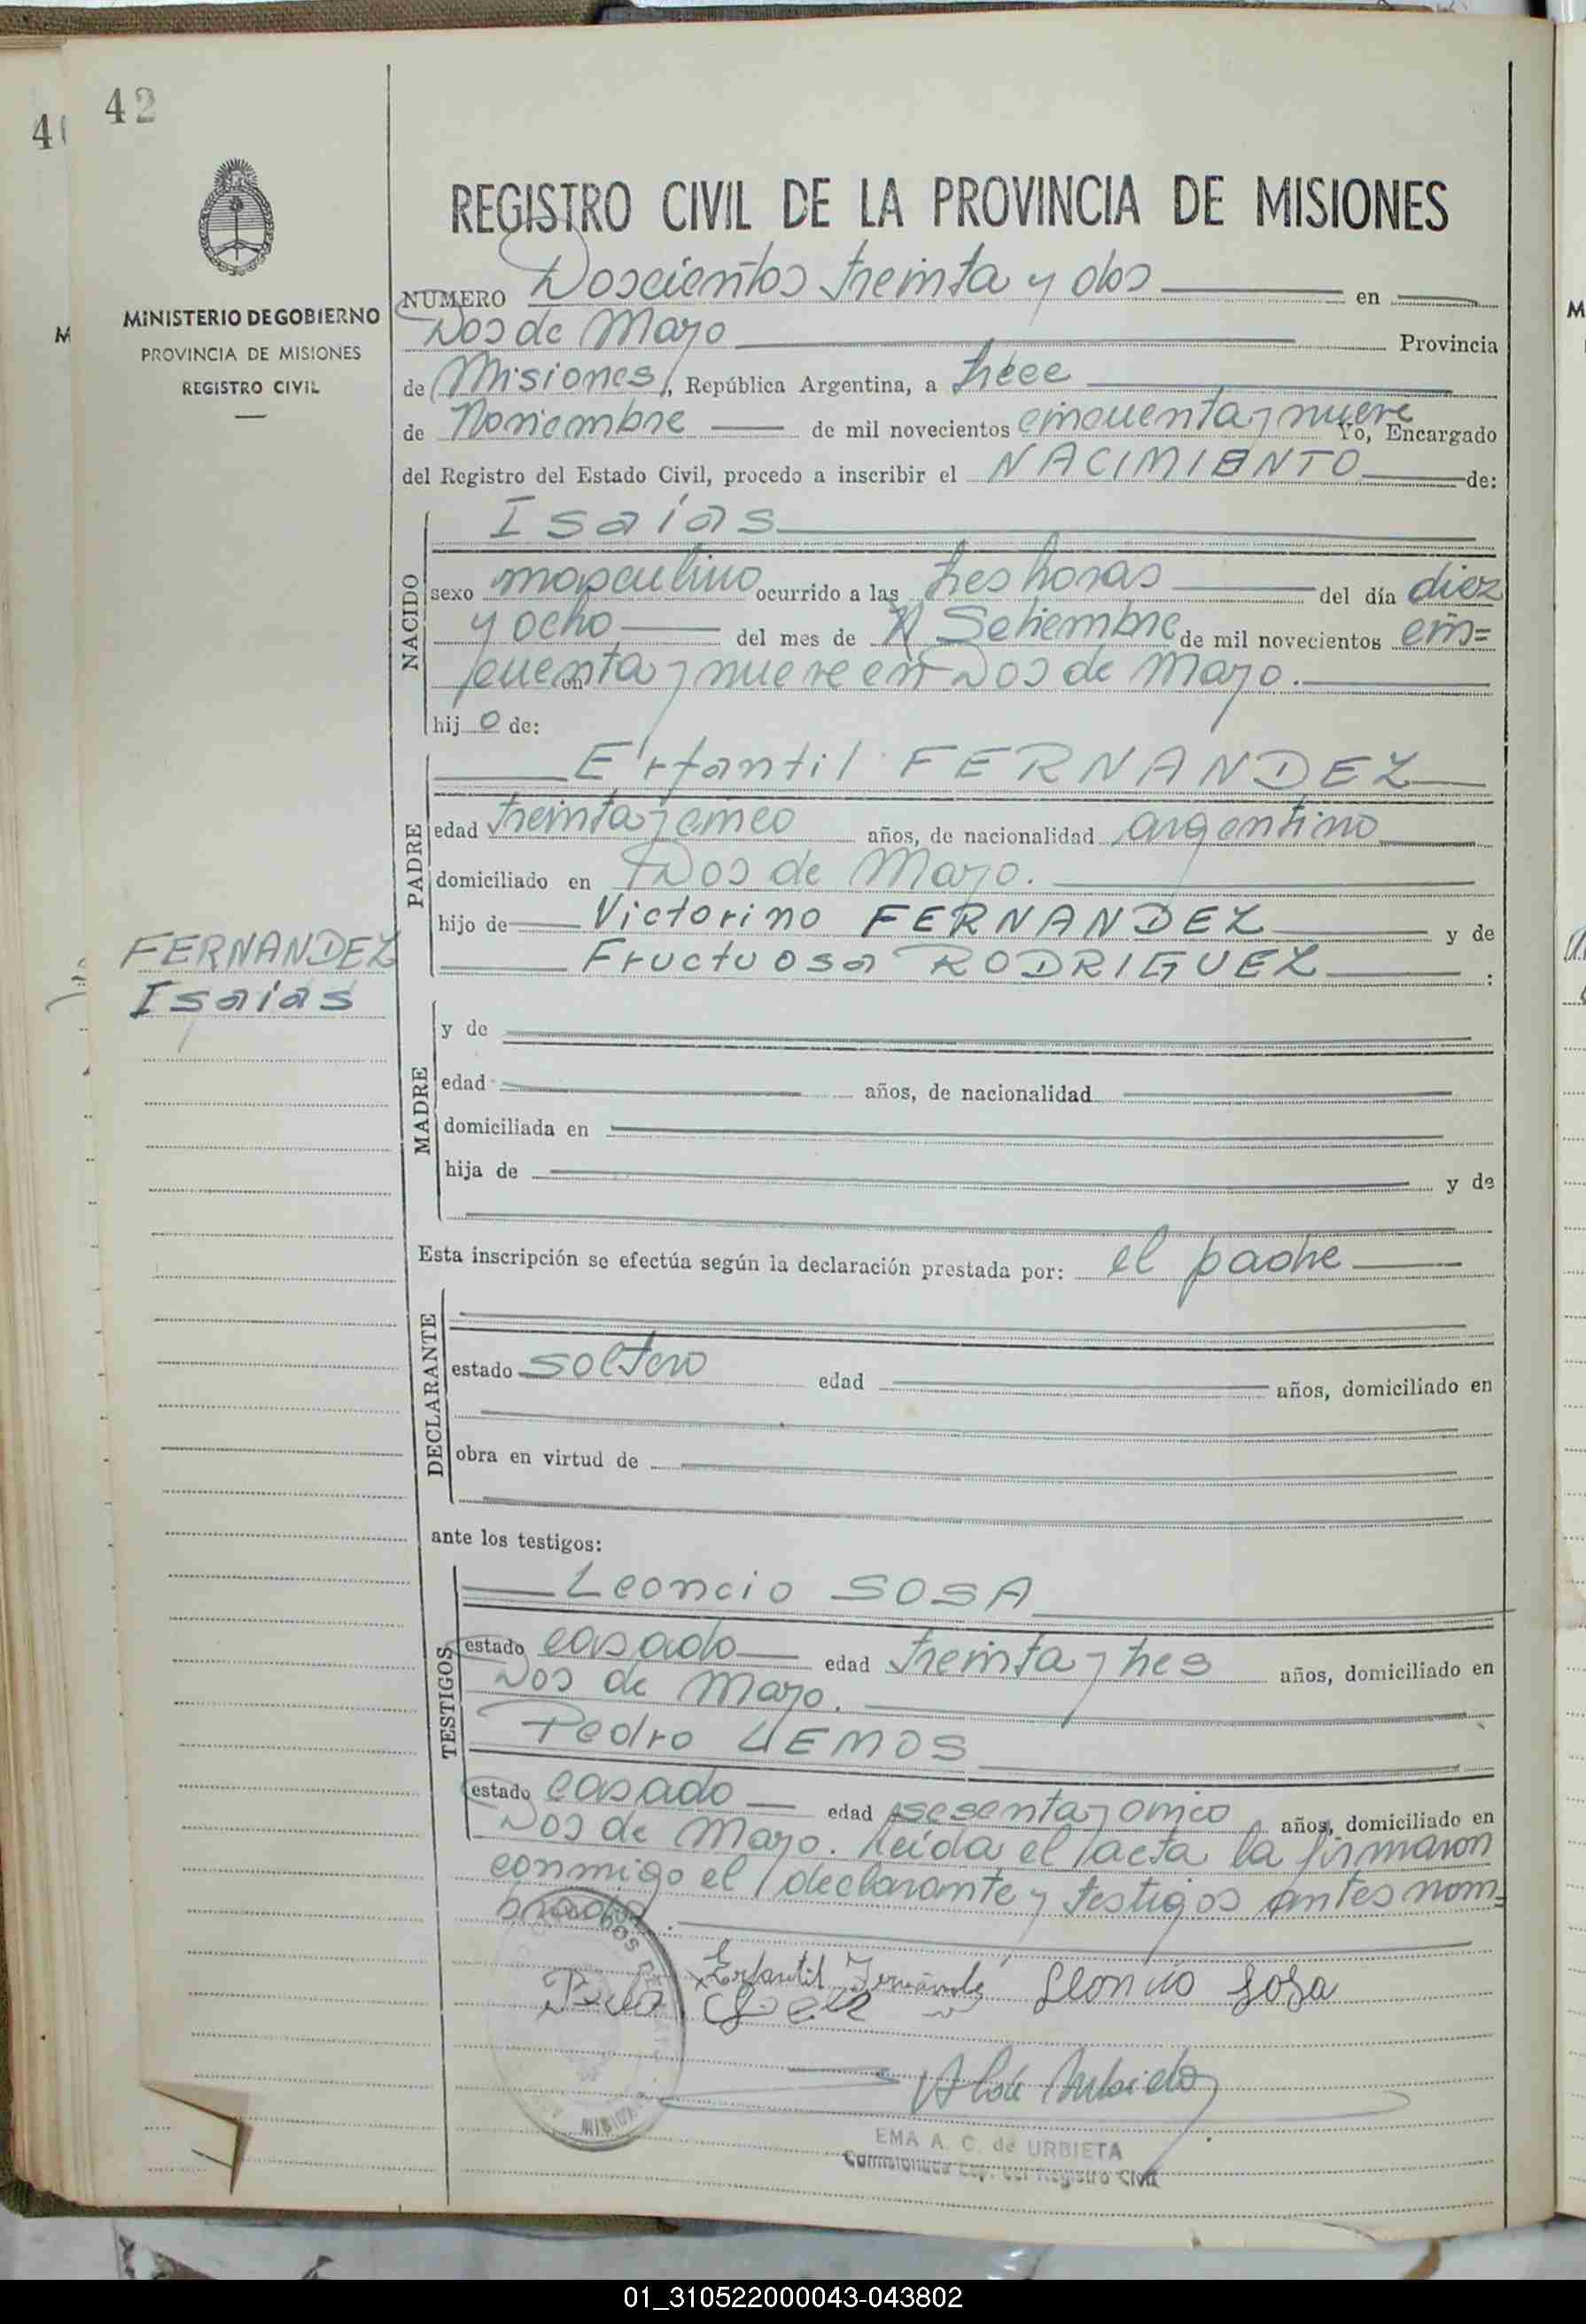 42
4
MINISTERIO DE GOBIERNO
PROVINCIA DE MISIONES
REGISTRO CIVIL
REGISTRO CIVIL DE LA PROVINCIA DE MISIONES
NUMERO Doscientos treinta y dos en
Dos de Mayo Provincia
de Misiones, República Argentina, a trece
de Noviembre de mil novecientos cincuenta y nueve Yo, Encargado
del Registro del Estado Civil, procedo a inscribir el NACIMIENTO de:
NACIDO
Isaías
sexo masculino ocurrido a las tres horas del día diez
y ocho del mes de Setiembre de mil novecientos cin=
cuenta y nueve en Dos de Mayo.
hijo de:
PADRE
Erfantil FERNANDEZ
edad treinta y cinco años, de nacionalidad argentino
domiciliado en Dos de Mayo.
hijo de Victorino FERNANDEZ y de
Fructuosa RODRIGUEZ.
FERNANDEZ
Isaías
MADRE
y de
edad años, de nacionalidad
domiciliada en
hija de y de
Esta inscripción se efectúa según la declaración prestada por: el padre
DECLARANTE
estado soltero edad años, domiciliado en
obra en virtud de
ante los testigos:
TESTIGOS
Leoncio SOSA
estado casado edad treinta y tres años, domiciliado en
Dos de Mayo.
Pedro LEMOS
estado casado edad sesenta y cinco años, domiciliado en
Dos de Mayo. Leída el acta la firmaron
conmigo el declarante y testigos antes nom=
brados.
Erfantil Fernández Leoncio Sosa
EMA A. C. de URBIETA
Comisionada Esp. del Registro Civil
01_310522000043-043802